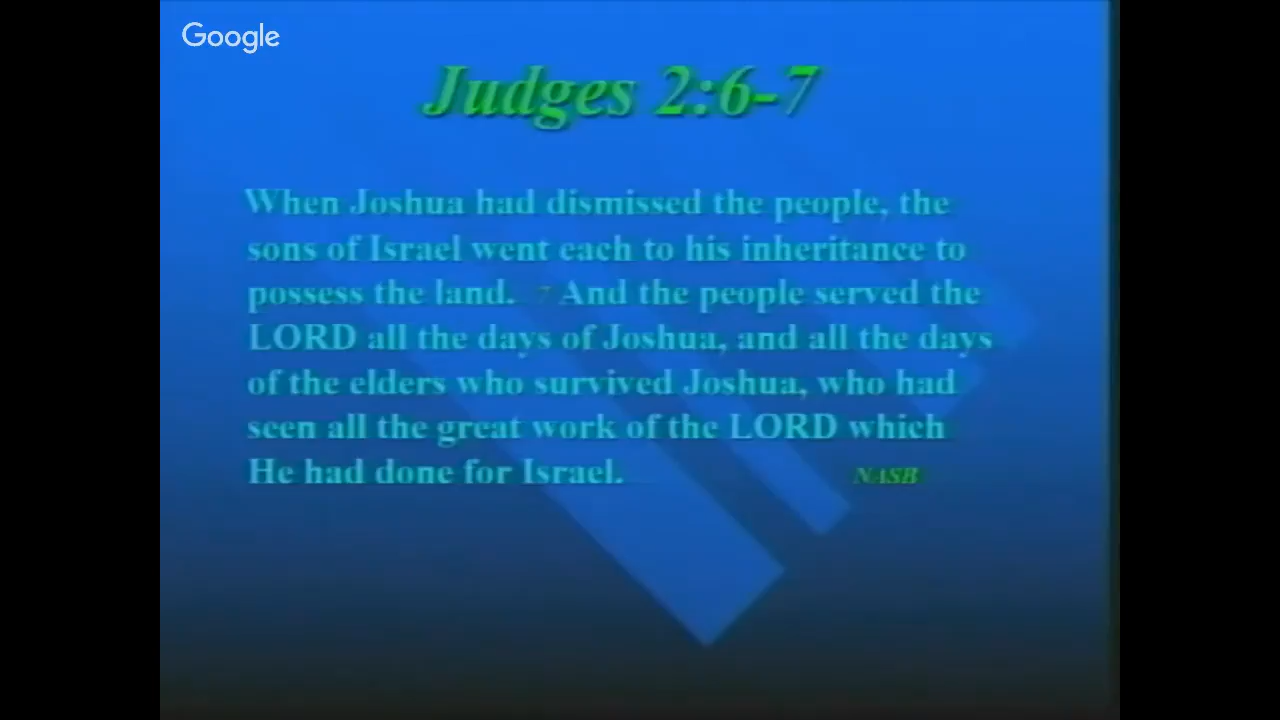 Google
Judges 2:6-7
When Joshua had dismissed the people, the
sons of Israel went each to his inheritance to
possess the land. 7 And the people served the
LORD all the days of Joshua, and all the days
of the elders who survived Joshua, who had
seen all the great work of the LORD which
He had done for Israel. NASB